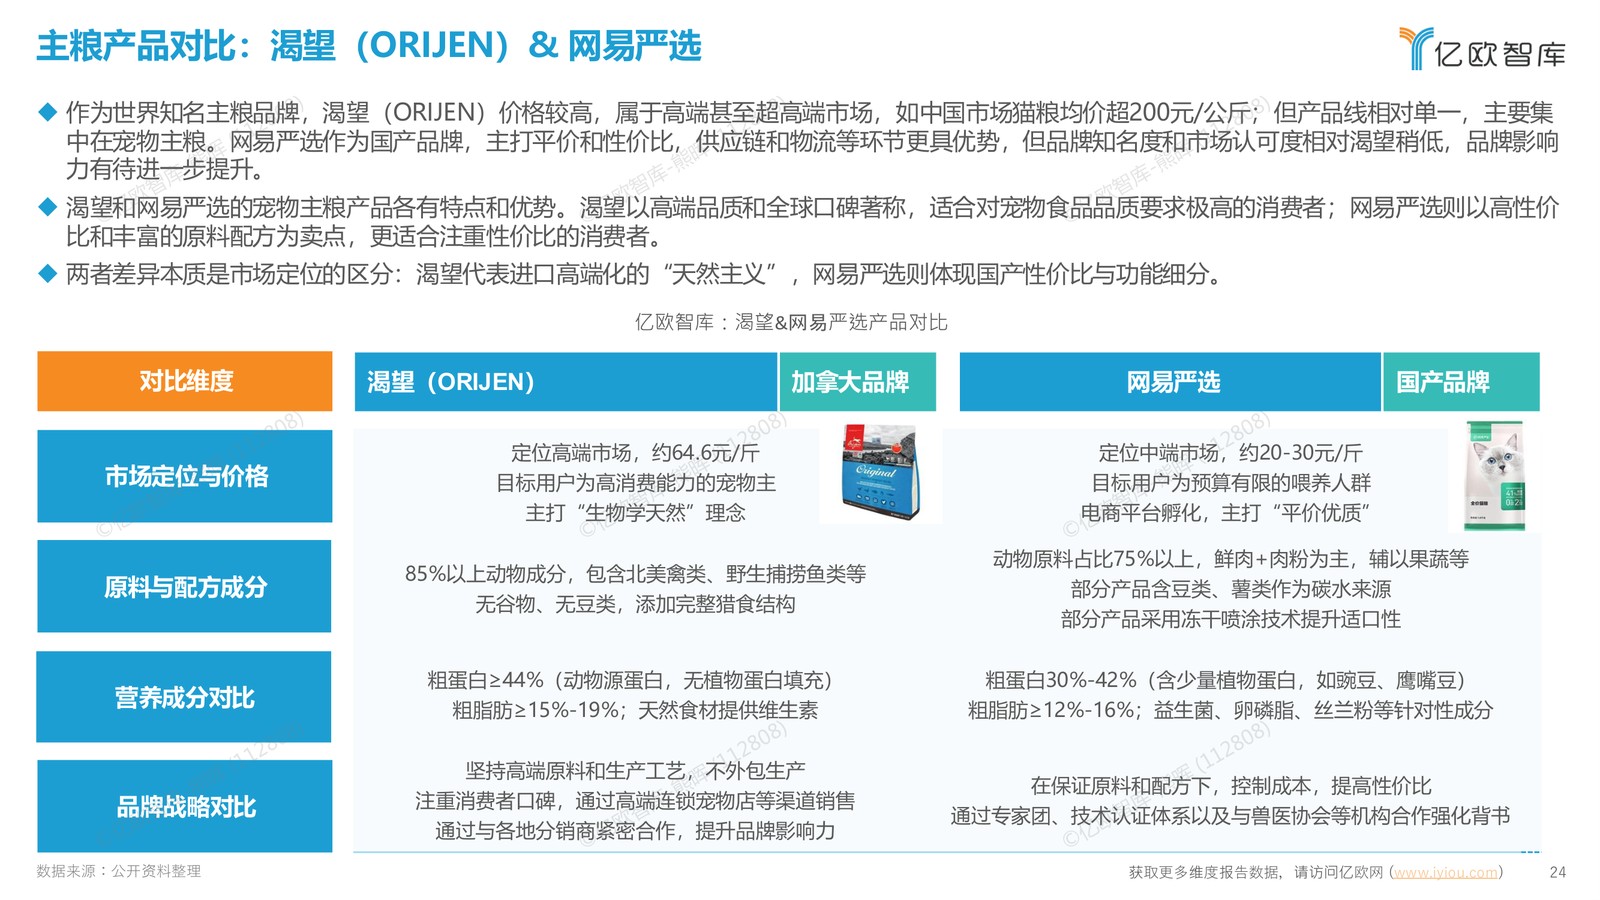 主粮产品对比：渴望（ORIJEN）& 网易严选
亿欧智库
◆ 作为世界知名主粮品牌，渴望（ORIJEN）价格较高，属于高端甚至超高端市场，如中国市场猫粮均价超200元/公斤；但产品线相对单一，主要集
中在宠物主粮。网易严选作为国产品牌，主打平价和性价比，供应链和物流等环节更具优势，但品牌知名度和市场认可度相对渴望稍低，品牌影响
力有待进一步提升。
◆ 渴望和网易严选的宠物主粮产品各有特点和优势。渴望以高端品质和全球口碑著称，适合对宠物食品品质要求极高的消费者；网易严选则以高性价
比和丰富的原料配方为卖点，更适合注重性价比的消费者。
◆ 两者差异本质是市场定位的区分：渴望代表进口高端化的“天然主义”，网易严选则体现国产性价比与功能细分。
亿欧智库：渴望&网易严选产品对比
对比维度
渴望（ORIJEN）
加拿大品牌
网易严选
国产品牌
市场定位与价格
定位高端市场，约64.6元/斤
目标用户为高消费能力的宠物主
主打“生物学天然”理念
Original
定位中端市场，约20-30元/斤
目标用户为预算有限的喂养人群
电商平台孵化，主打“平价优质”
原料与配方成分
85%以上动物成分，包含北美禽类、野生捕捞鱼类等
无谷物、无豆类，添加完整猎食结构
动物原料占比75%以上，鲜肉+肉粉为主，辅以果蔬等
部分产品含豆类、薯类作为碳水来源
部分产品采用冻干喷涂技术提升适口性
营养成分对比
粗蛋白≥44%（动物源蛋白，无植物蛋白填充）
粗脂肪≥15%-19%；天然食材提供维生素
粗蛋白30%-42%（含少量植物蛋白，如豌豆、鹰嘴豆）
粗脂肪≥12%-16%；益生菌、卵磷脂、丝兰粉等针对性成分
品牌战略对比
坚持高端原料和生产工艺，不外包生产
注重消费者口碑，通过高端连锁宠物店等渠道销售
通过与各地分销商紧密合作，提升品牌影响力
在保证原料和配方下，控制成本，提高性价比
通过专家团、技术认证体系以及与兽医协会等机构合作强化背书
数据来源：公开资料整理
获取更多维度报告数据，请访问亿欧网 (www.iyiou.com)
24
©亿欧智库-熊晖(112808)